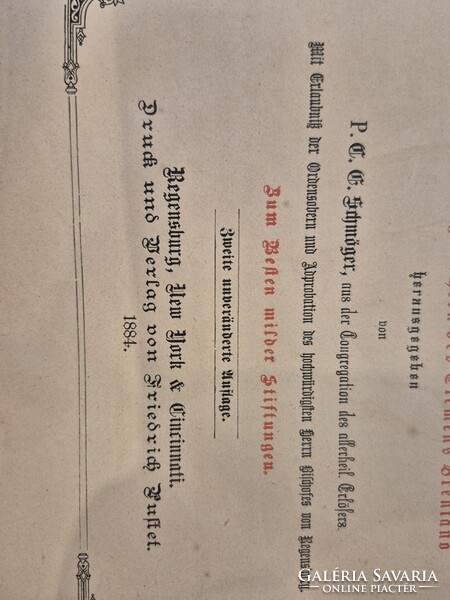 Clemens Brentano
herausgegeben
von
P. C. E. Schmöger, aus der Congregation des allerheil. Erlösers.
Mit Erlaubniß der Ordensobern und Approbation des hochwürdigsten Herrn Bischofes von Regensburg.
Zum Besten milder Stiftungen.
Zweite unveränderte Auflage.
Regensburg, New York & Cincinnati.
Druck und Verlag von Friedrich Pustet.
1884.
GALÉRIA SAVARIA
ONLINE PIACTÉR